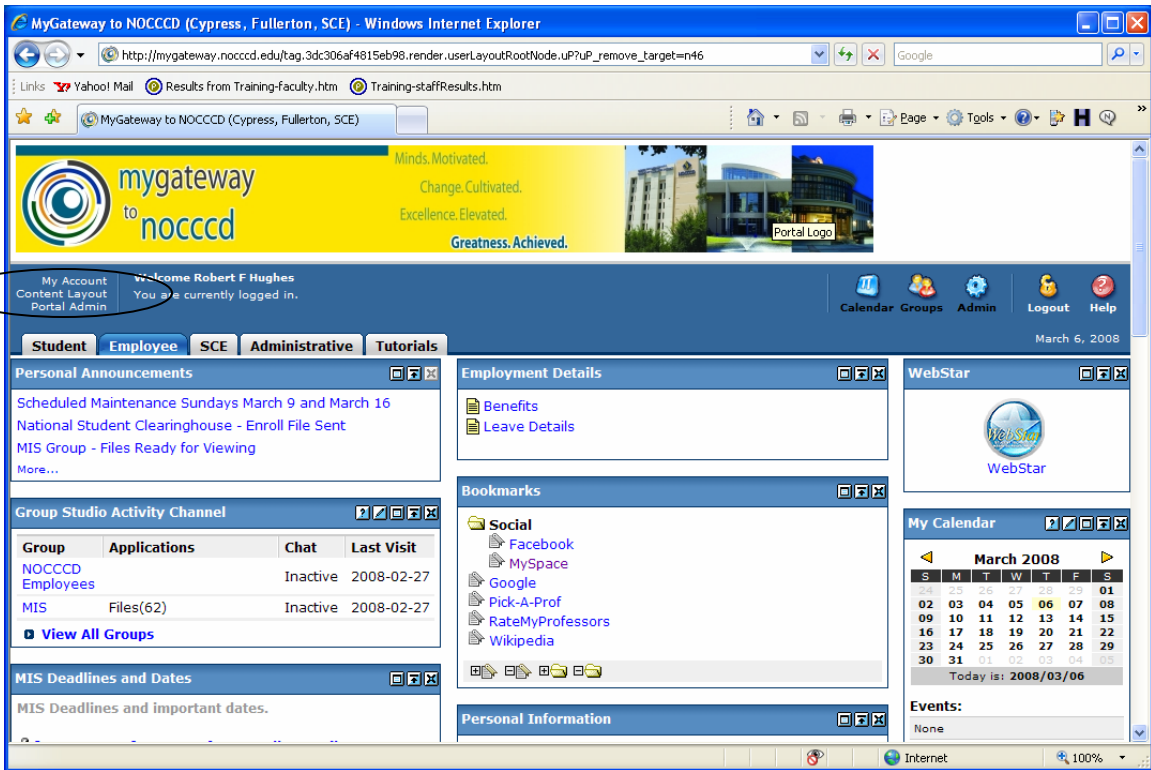 MyGateway to NOCCCD (Cypress, Fullerton, SCE) - Windows Internet Explorer
http://mygateway.nocccd.edu/tag.3dc306af4815eb98.render.userLayoutRootNode.uP?uP_remove_target=n46
Google
Links Yahoo! Mail Results from Training-faculty.htm Training-staffResults.htm
MyGateway to NOCCCD (Cypress, Fullerton, SCE)
Page Tools
mygateway
to nocccd
Minds. Motivated.
Change. Cultivated.
Excellence. Elevated.
Greatness. Achieved.
Portal Logo
My Account
Content Layout
Portal Admin
Welcome Robert F Hughes
You are currently logged in.
Calendar Groups Admin Logout Help
Student Employee SCE Administrative Tutorials
March 6, 2008
Personal Announcements
Scheduled Maintenance Sundays March 9 and March 16
National Student Clearinghouse - Enroll File Sent
MIS Group - Files Ready for Viewing
More...
Group Studio Activity Channel
Group Applications Chat Last Visit
NOCCCD Employees Inactive 2008-02-27
MIS Files(62) Inactive 2008-02-27
View All Groups
MIS Deadlines and Dates
MIS Deadlines and important dates.
Employment Details
Benefits
Leave Details
Bookmarks
Social
Facebook
MySpace
Google
Pick-A-Prof
RateMyProfessors
Wikipedia
Personal Information
WebStar
WebStar
WebStar
My Calendar
March 2008
S M T W T F S
24 25 26 27 28 29 01
02 03 04 05 06 07 08
09 10 11 12 13 14 15
16 17 18 19 20 21 22
23 24 25 26 27 28 29
30 31 01 02 03 04 05
Today is: 2008/03/06
Events:
None
Internet 100%